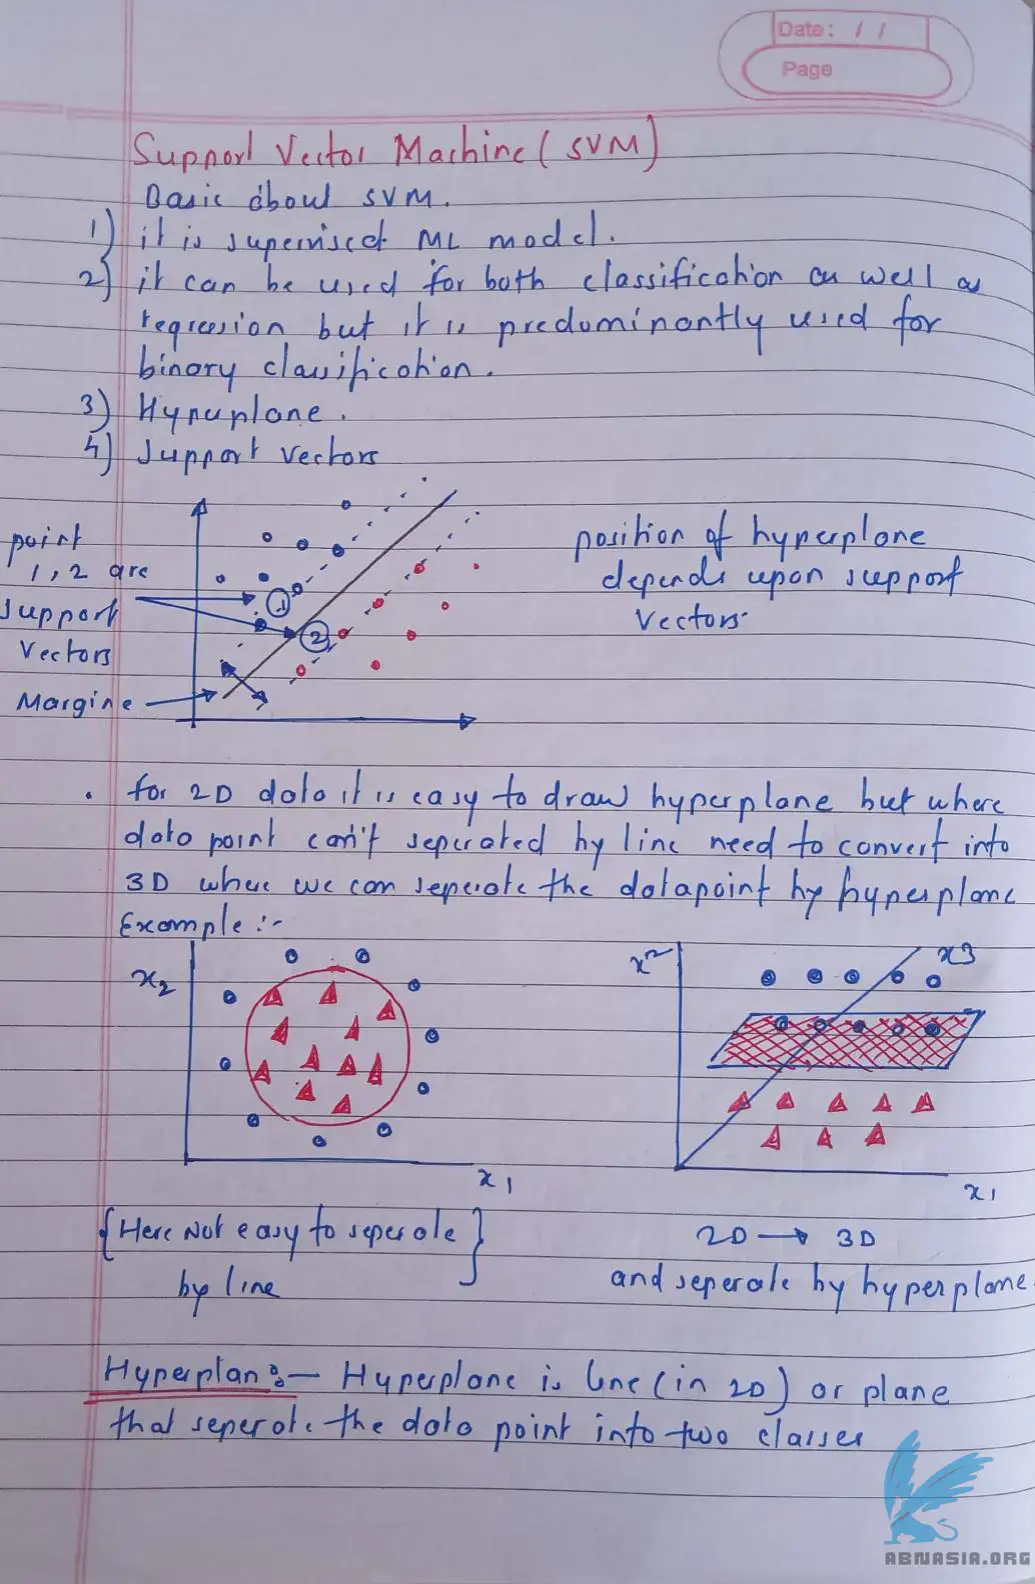 Date: / /
Page
Support Vector Machine (SVM)
Basic about SVM.
1) it is supervised ML model.
2) it can be used for both classification as well as
regression but it is predominantly used for
binary classification.
3) Hyperplane.
4) Support vectors
point
1, 2 are
support
vectors
Margine
1
2
position of hyperplane
depends upon support
vectors.
. for 2D data it is easy to draw hyperplane but where
data point can't seperated by line need to convert into
3D where we can seperate the datapoint by hyperplane
Example :-
x2
x1
x2
x3
x1
{Here Not easy to seperate}
by line
2D → 3D
and seperate by hyperplane.
Hyperplan :- Hyperplane is line (in 2D) or plane
that seperate the data point into two classes
ABNASIA.ORG